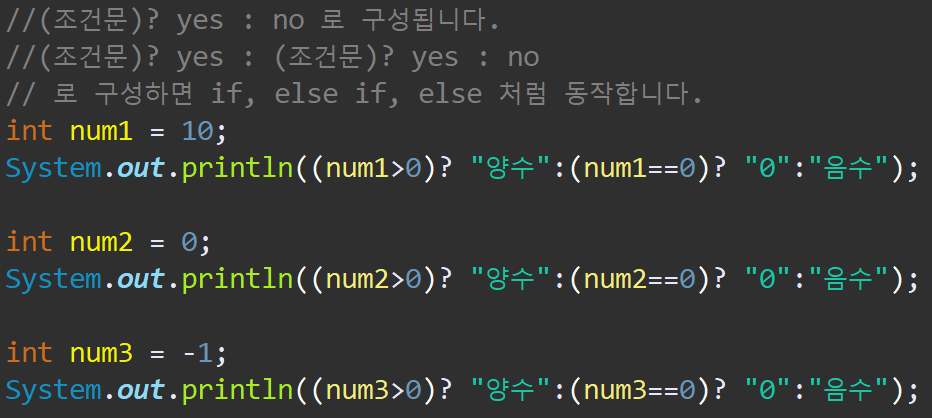 //(조건문)? yes : no 로 구성됩니다.
//(조건문)? yes : (조건문)? yes : no
// 로 구성하면 if, else if, else 처럼 동작합니다.
int num1 = 10;
System.out.println((num1>0)? "양수":(num1==0)? "0":"음수");
int num2 = 0;
System.out.println((num2>0)? "양수":(num2==0)? "0":"음수");
int num3 = -1;
System.out.println((num3>0)? "양수":(num3==0)? "0":"음수");